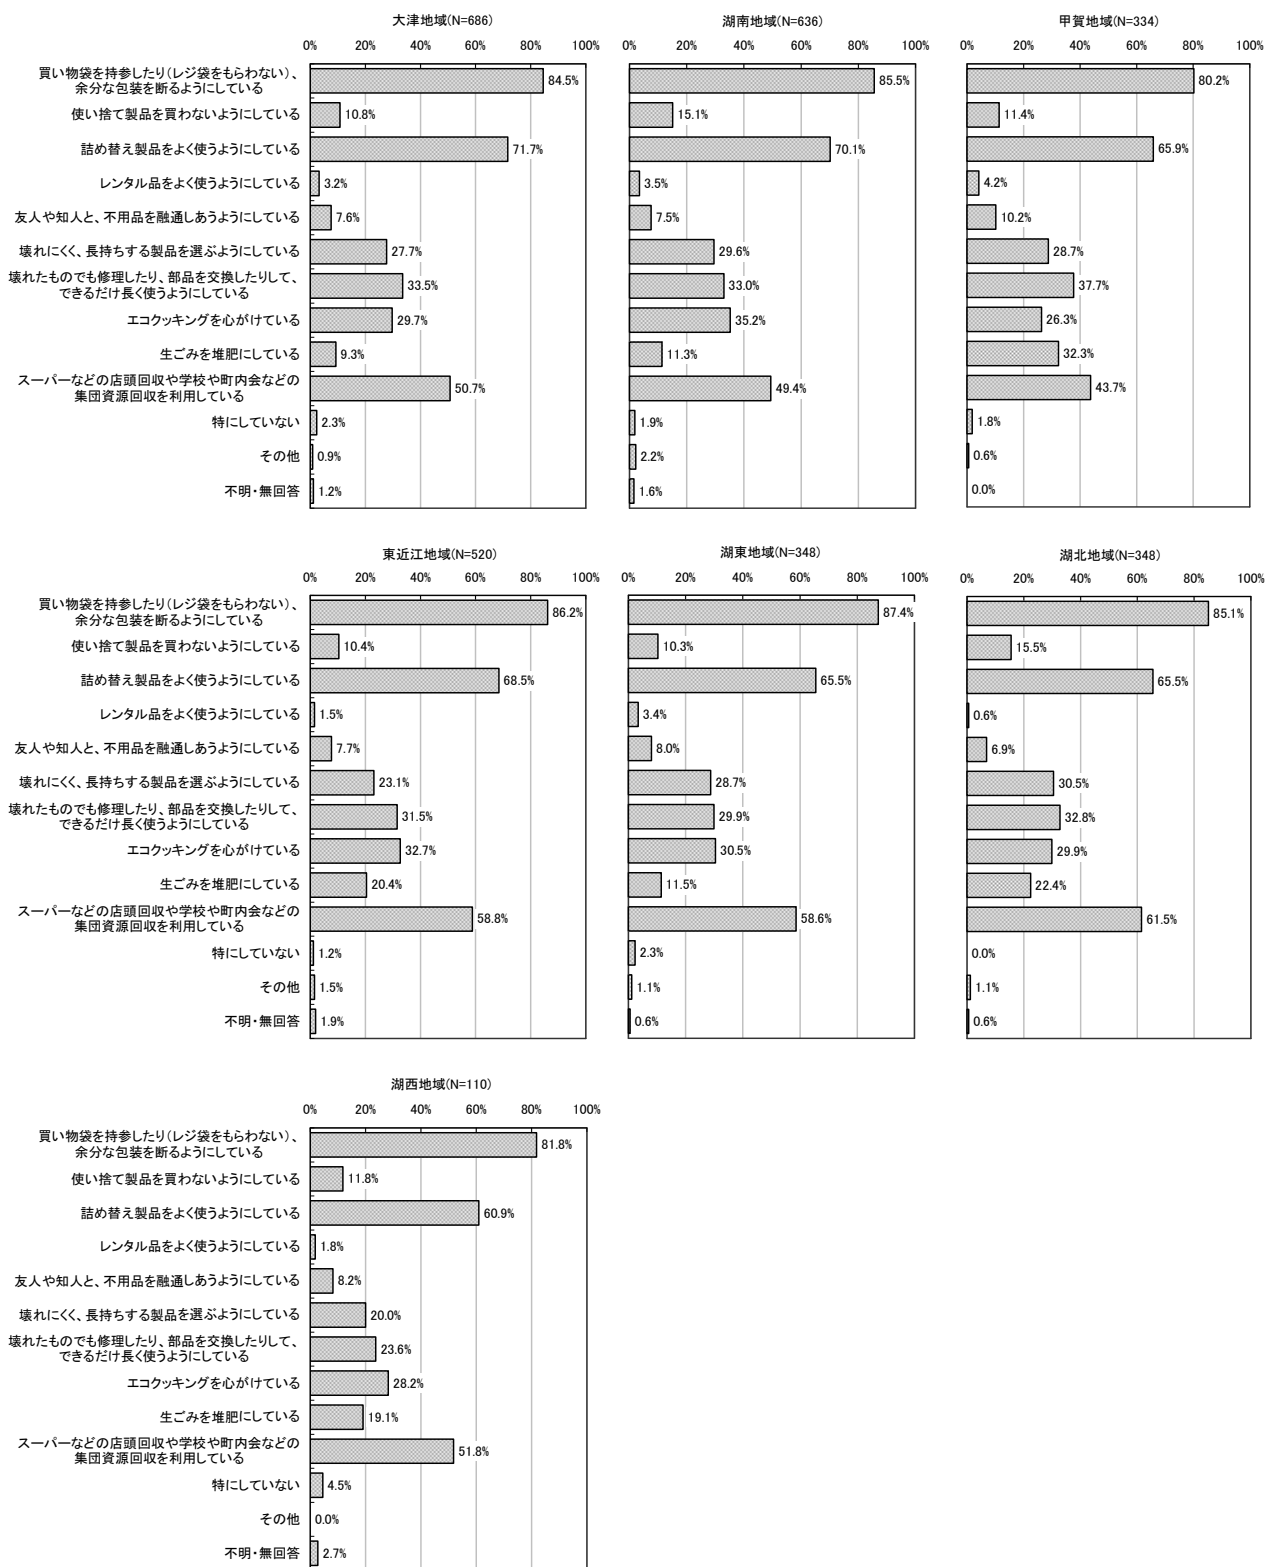 大津地域(N=686)
0% 20% 40% 60% 80% 100%
買い物袋を持参したり(レジ袋をもらわない)、
余分な包装を断るようにしている
84.5%
使い捨て製品を買わないようにしている
10.8%
詰め替え製品をよく使うようにしている
71.7%
レンタル品をよく使うようにしている
3.2%
友人や知人と、不用品を融通しあうようにしている
7.6%
壊れにくく、長持ちする製品を選ぶようにしている
27.7%
壊れたものでも修理したり、部品を交換したりして、
できるだけ長く使うようにしている
33.5%
エコクッキングを心がけている
29.7%
生ごみを堆肥にしている
9.3%
スーパーなどの店頭回収や学校や町内会などの
集団資源回収を利用している
50.7%
特にしていない
2.3%
その他
0.9%
不明・無回答
1.2%
湖南地域(N=636)
0% 20% 40% 60% 80% 100%
85.5%
15.1%
70.1%
3.5%
7.5%
29.6%
33.0%
35.2%
11.3%
49.4%
1.9%
2.2%
1.6%
甲賀地域(N=334)
0% 20% 40% 60% 80% 100%
80.2%
11.4%
65.9%
4.2%
10.2%
28.7%
37.7%
26.3%
32.3%
43.7%
1.8%
0.6%
0.0%
東近江地域(N=520)
0% 20% 40% 60% 80% 100%
買い物袋を持参したり(レジ袋をもらわない)、
余分な包装を断るようにしている
86.2%
使い捨て製品を買わないようにしている
10.4%
詰め替え製品をよく使うようにしている
68.5%
レンタル品をよく使うようにしている
1.5%
友人や知人と、不用品を融通しあうようにしている
7.7%
壊れにくく、長持ちする製品を選ぶようにしている
23.1%
壊れたものでも修理したり、部品を交換したりして、
できるだけ長く使うようにしている
31.5%
エコクッキングを心がけている
32.7%
生ごみを堆肥にしている
20.4%
スーパーなどの店頭回収や学校や町内会などの
集団資源回収を利用している
58.8%
特にしていない
1.2%
その他
1.5%
不明・無回答
1.9%
湖東地域(N=348)
0% 20% 40% 60% 80% 100%
87.4%
10.3%
65.5%
3.4%
8.0%
28.7%
29.9%
30.5%
11.5%
58.6%
2.3%
1.1%
0.6%
湖北地域(N=348)
0% 20% 40% 60% 80% 100%
85.1%
15.5%
65.5%
0.6%
6.9%
30.5%
32.8%
29.9%
22.4%
61.5%
0.0%
1.1%
0.6%
湖西地域(N=110)
0% 20% 40% 60% 80% 100%
買い物袋を持参したり(レジ袋をもらわない)、
余分な包装を断るようにしている
81.8%
使い捨て製品を買わないようにしている
11.8%
詰め替え製品をよく使うようにしている
60.9%
レンタル品をよく使うようにしている
1.8%
友人や知人と、不用品を融通しあうようにしている
8.2%
壊れにくく、長持ちする製品を選ぶようにしている
20.0%
壊れたものでも修理したり、部品を交換したりして、
できるだけ長く使うようにしている
23.6%
エコクッキングを心がけている
28.2%
生ごみを堆肥にしている
19.1%
スーパーなどの店頭回収や学校や町内会などの
集団資源回収を利用している
51.8%
特にしていない
4.5%
その他
0.0%
不明・無回答
2.7%